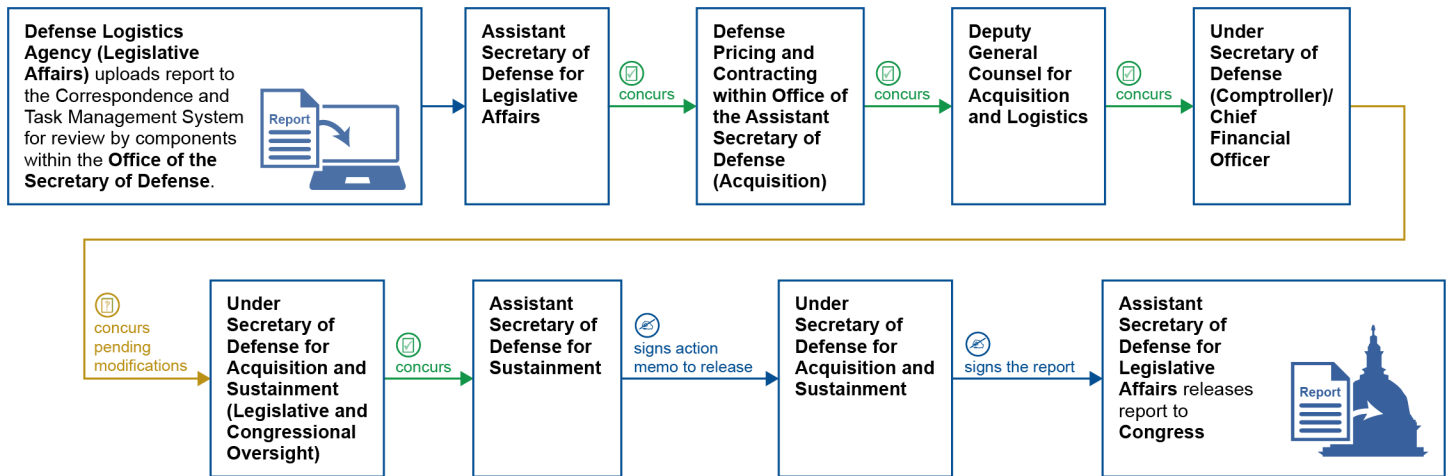 Defense Logistics
Agency (Legislative
Affairs) uploads report to
the Correspondence and
Task Management System
for review by components
within the Office of the
Secretary of Defense.
Report
Assistant
Secretary of
Defense for
Legislative
Affairs
concurs
Defense
Pricing and
Contracting
within Office of
the Assistant
Secretary of
Defense
(Acquisition)
concurs
Deputy
General
Counsel for
Acquisition
and Logistics
concurs
Under
Secretary of
Defense
(Comptroller)/
Chief
Financial
Officer
?
concurs
pending
modifications
Under
Secretary of
Defense for
Acquisition and
Sustainment
(Legislative and
Congressional
Oversight)
concurs
Assistant
Secretary of
Defense for
Sustainment
signs action
memo to release
Under
Secretary of
Defense for
Acquisition and
Sustainment
signs the report
Assistant
Secretary of
Defense for
Legislative
Affairs releases
report to
Congress
Report